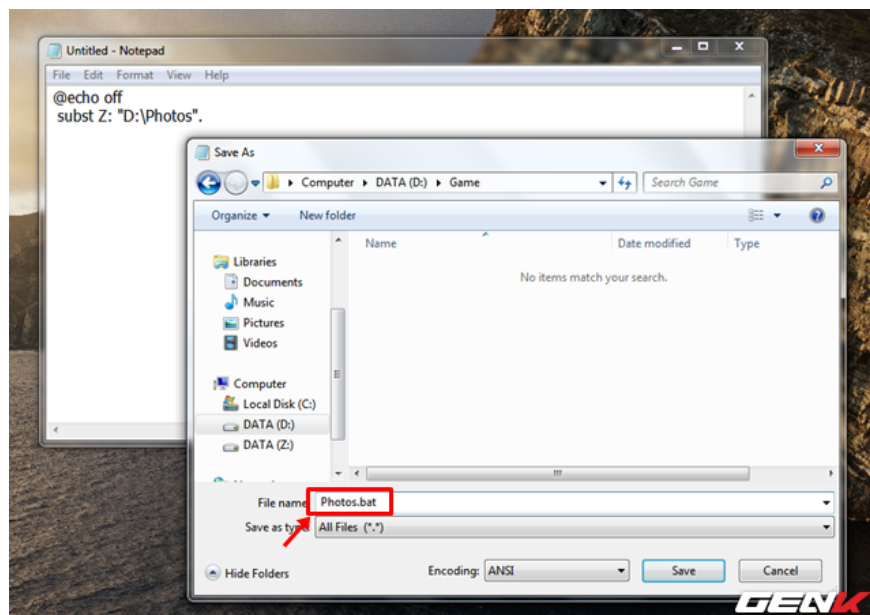 Untitled - Notepad
File Edit Format View Help
@echo off
subst Z: "D:\Photos".
Save As
Computer DATA (D:) Game
Search Game
Organize New folder
Name Date modified Type
No items match your search.
Libraries
Documents
Music
Pictures
Videos
Computer
Local Disk (C:)
DATA (D:)
DATA (Z:)
File name: Photos.bat
Save as type: All Files (*.*)
Hide Folders
Encoding: ANSI
Save
Cancel
GENK